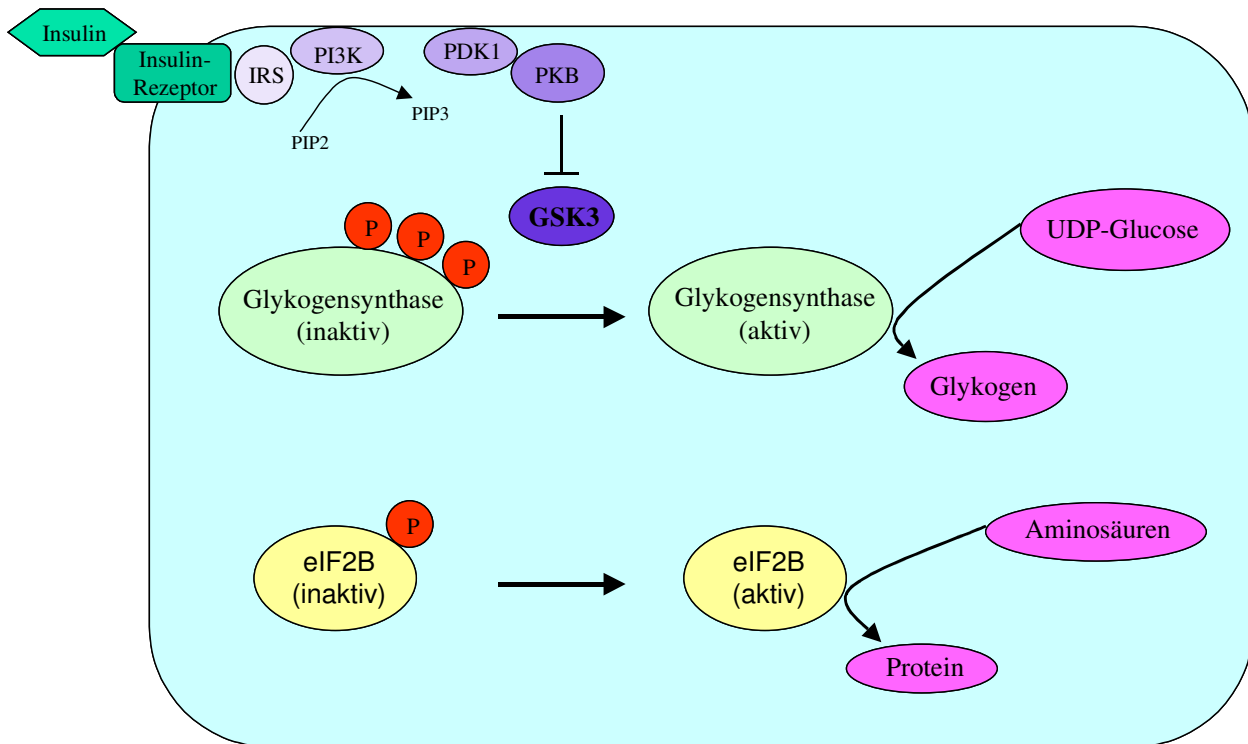 Insulin
Insulin-
Rezeptor
IRS
PI3K
PDK1
PKB
PIP2
PIP3
GSK3
P
P
P
Glykogensynthase
(inaktiv)
Glykogensynthase
(aktiv)
UDP-Glucose
Glykogen
P
eIF2B
(inaktiv)
eIF2B
(aktiv)
Aminosäuren
Protein